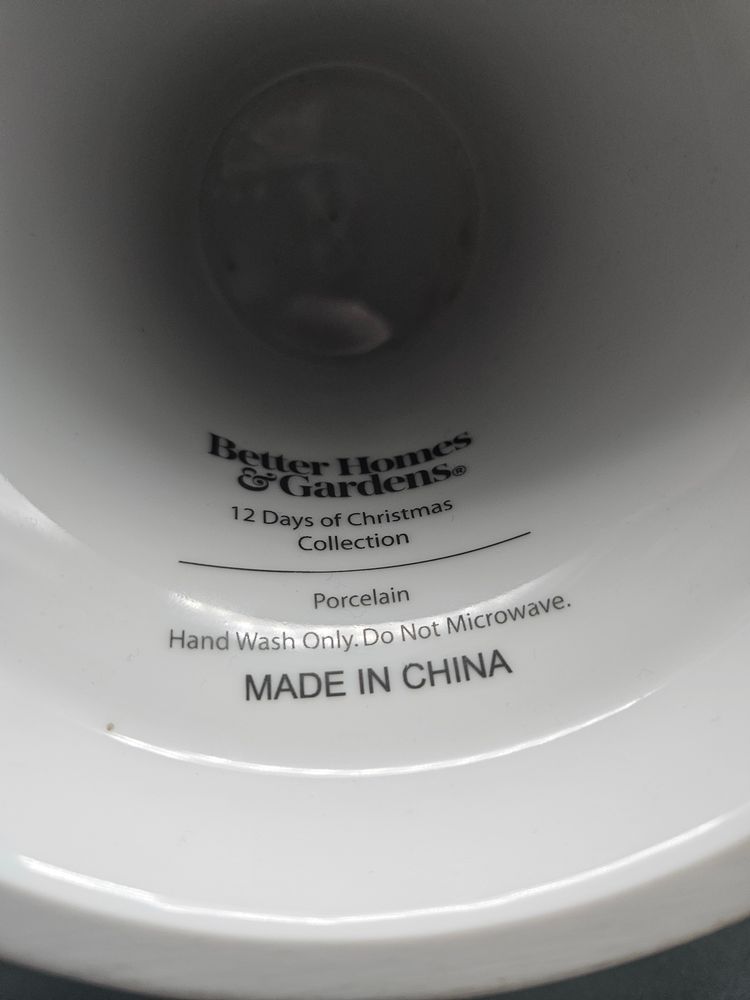 Better Homes
& Gardens®
12 Days of Christmas
Collection
Porcelain
Hand Wash Only. Do Not Microwave.
MADE IN CHINA